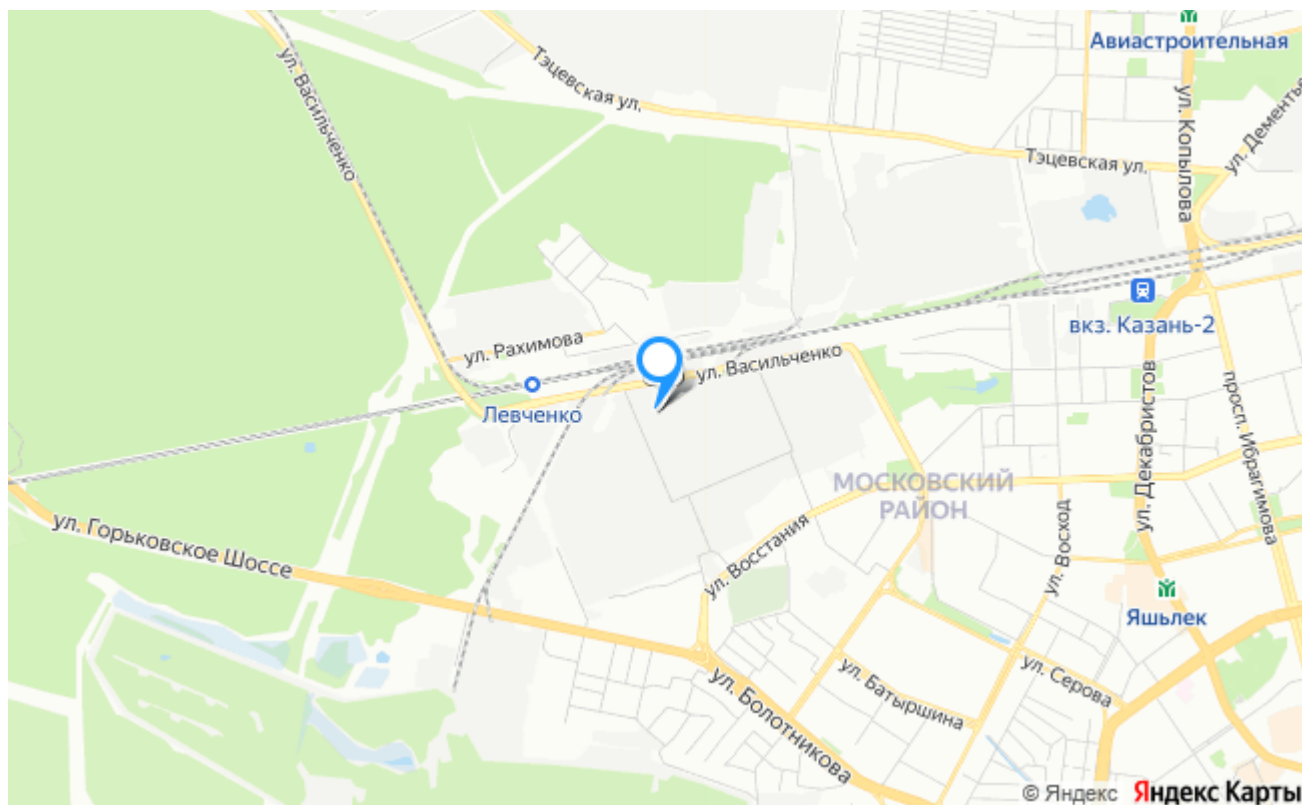 Авиастроительная
ул. Васильченко
Тэцевская ул.
ул. Копылова
ул. Дементье
Тэцевская ул.
вкз. Казань-2
ул. Рахимова
ул. Васильченко
Левченко
ул. Декабристов
просп. Ибрагимова
МОСКОВСКИЙ
РАЙОН
ул. Горьковское Шоссе
ул. Восстания
ул. Восход
Яшьлек
ул. Серова
ул. Батыршина
ул. Болотникова
© Яндекс Яндекс Карты